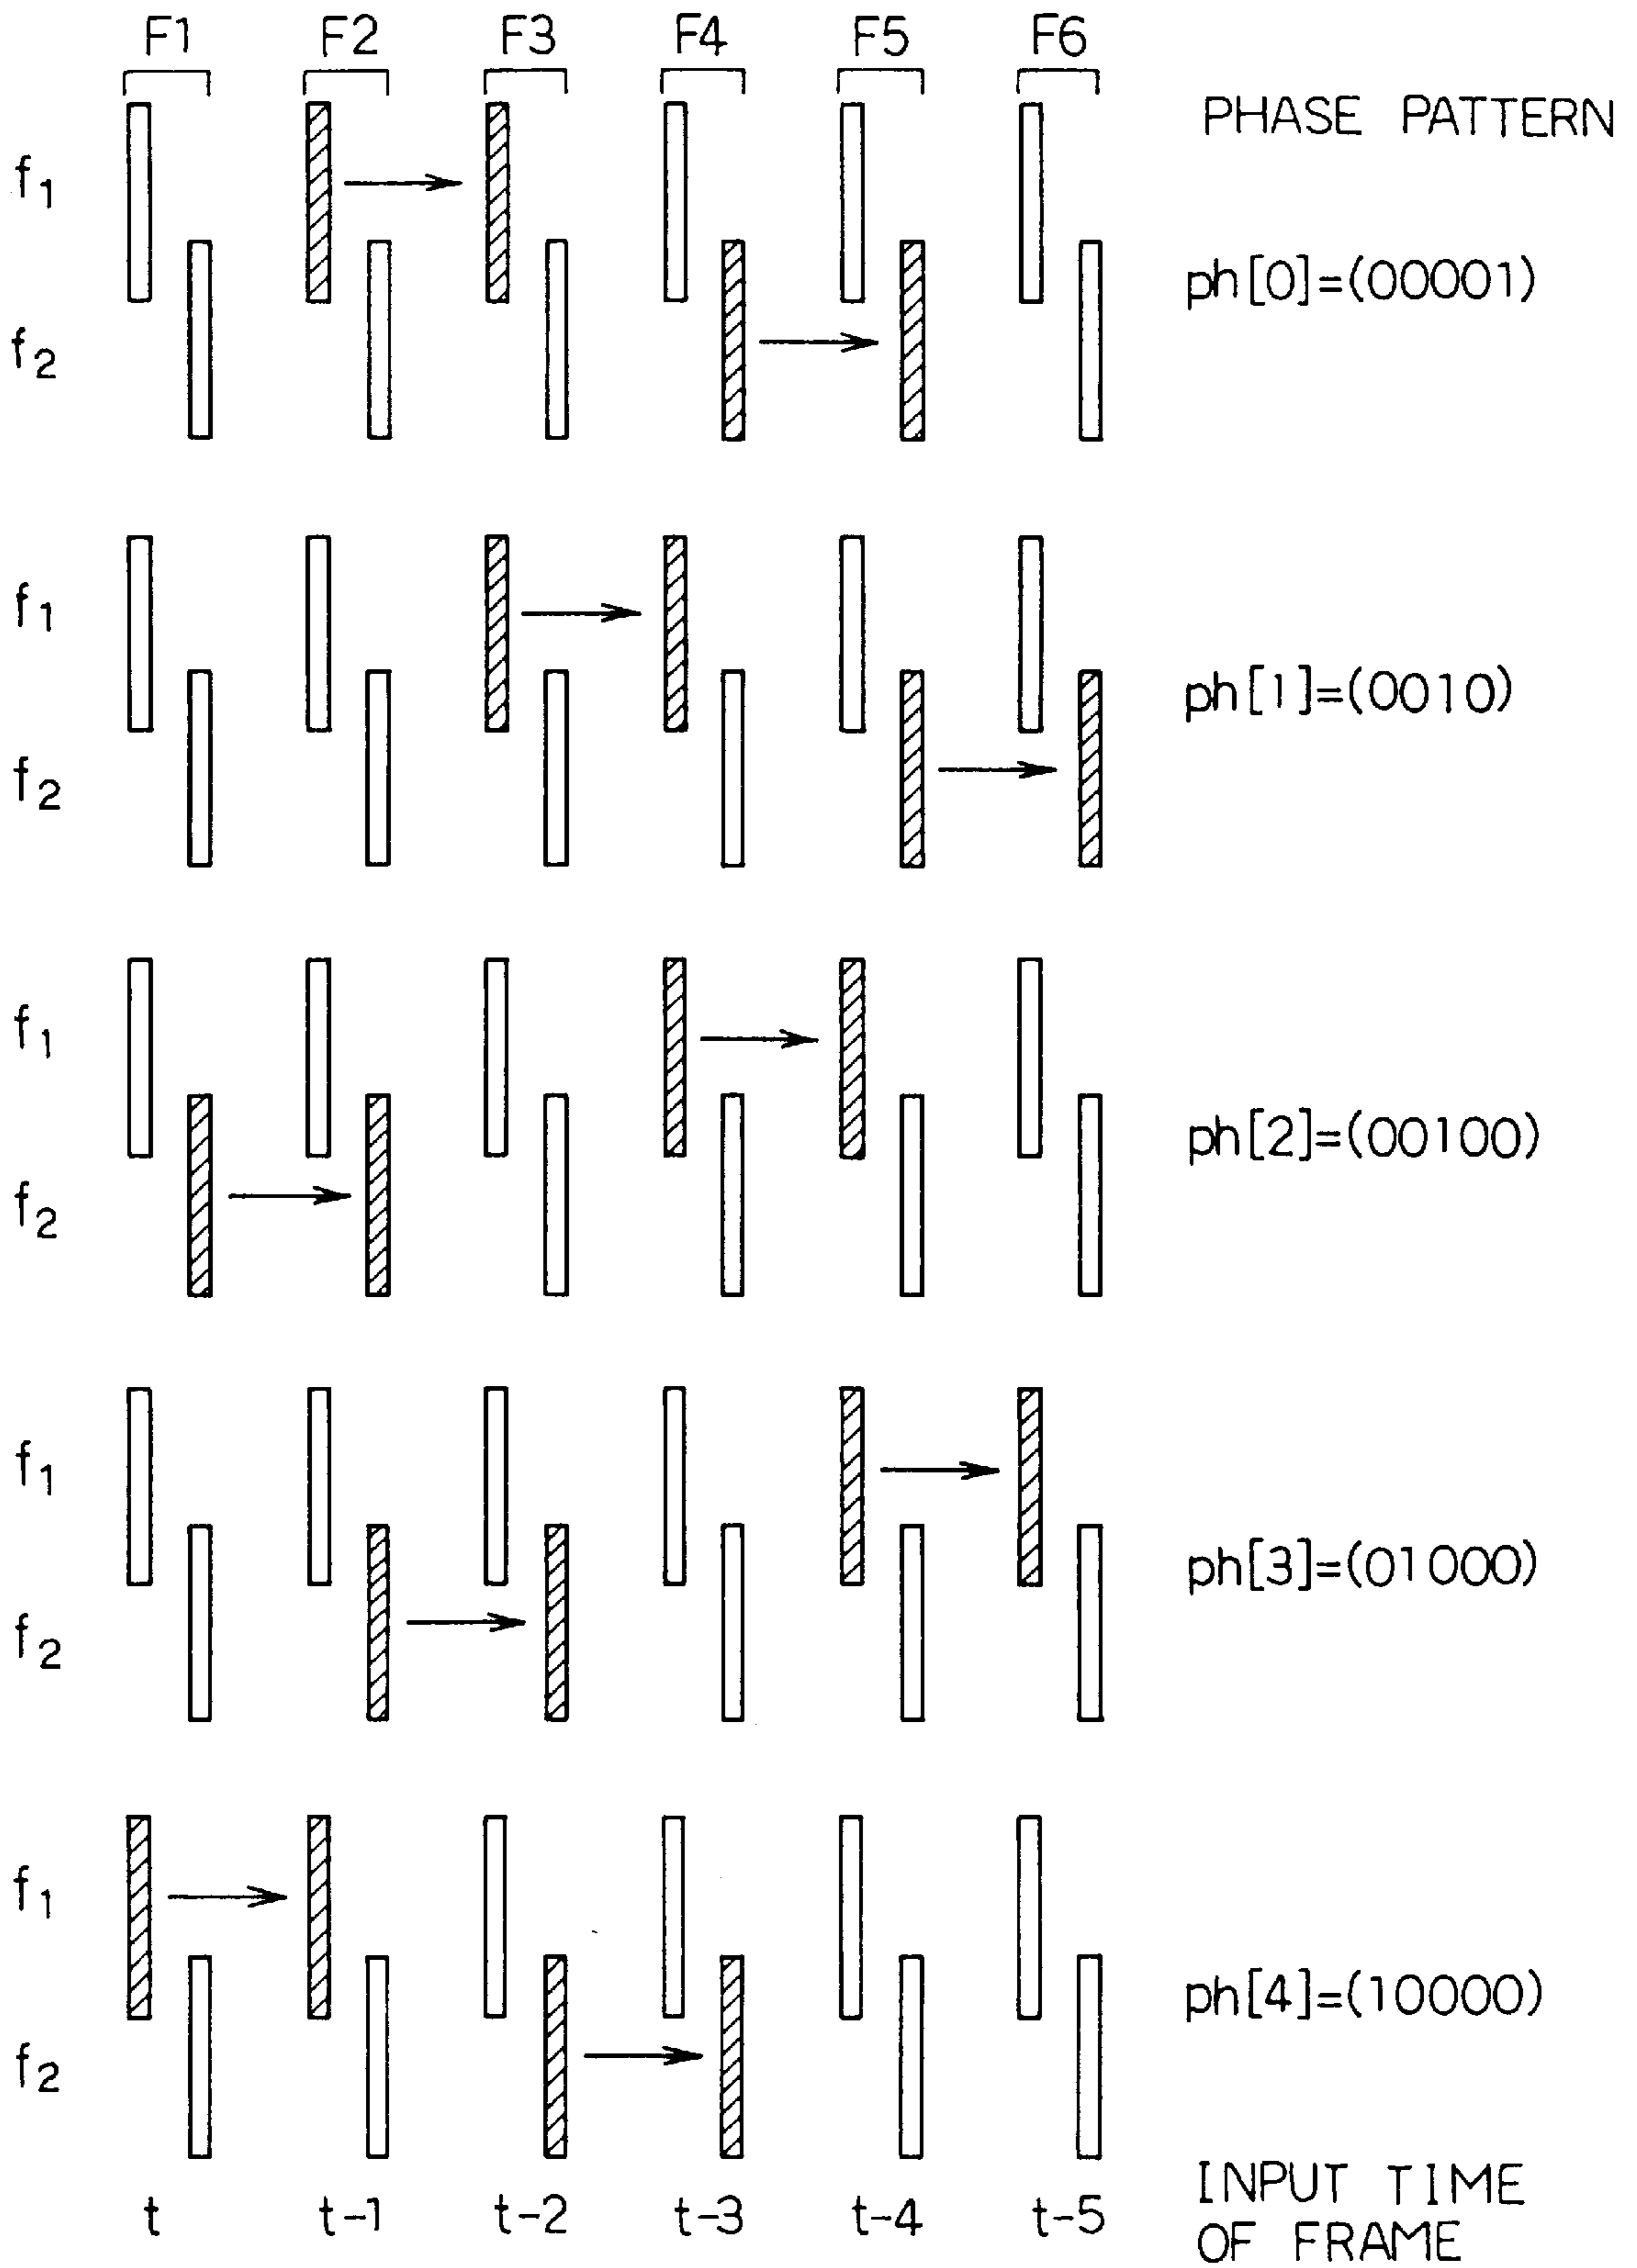 F1 F2 F3 F4 F5 F6
PHASE PATTERN
f1
ph[0]=(00001)
f2
f1
ph[1]=(0010)
f2
f1
ph[2]=(00100)
f2
f1
ph[3]=(01000)
f2
f1
ph[4]=(10000)
f2
t t-1 t-2 t-3 t-4 t-5
INPUT TIME
OF FRAME